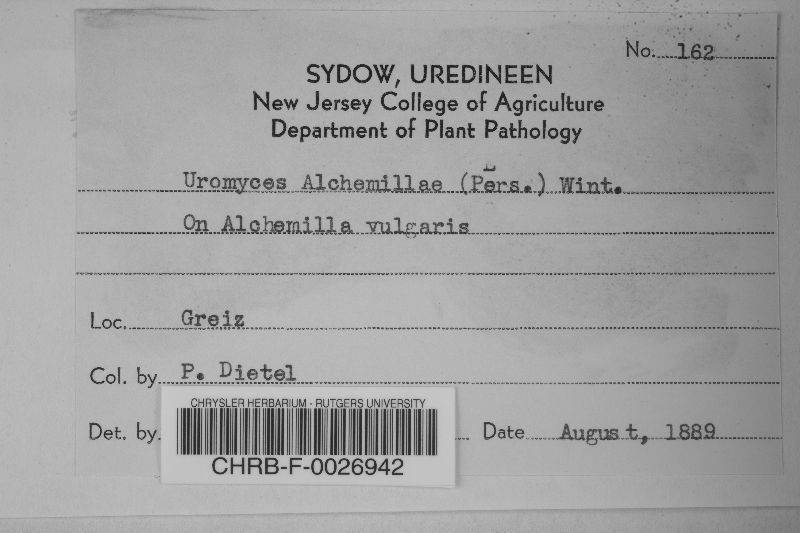 No. 162
SYDOW, UREDINEEN
New Jersey College of Agriculture
Department of Plant Pathology
Uromyces Alchemillae (Pers.) Wint.
On Alchemilla vulgaris
Loc. Greiz
Col. by P. Dietel
CHRYSLER HERBARIUM - RUTGERS UNIVERSITY
Det. by Date August, 1889
CHRB-F-0026942